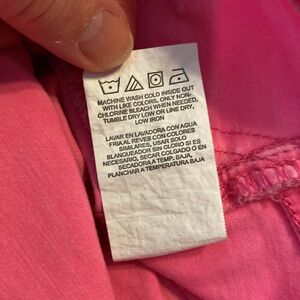 MACHINE WASH COLD INSIDE OUT
WITH LIKE COLORS, ONLY NON-
CHLORINE BLEACH WHEN NEEDED,
TUMBLE DRY LOW OR LINE DRY,
LOW IRON
LAVAR EN LAVADORA CON AGUA
FRIA AL REVES CON COLORES
SIMILARES, USAR SOLO
BLANQUEADOR SIN CLORO SI ES
NECESARIO, SECAR COLGADO O EN
SECADORA A TEMP. BAJA,
PLANCHAR A TEMPERATURA BAJA